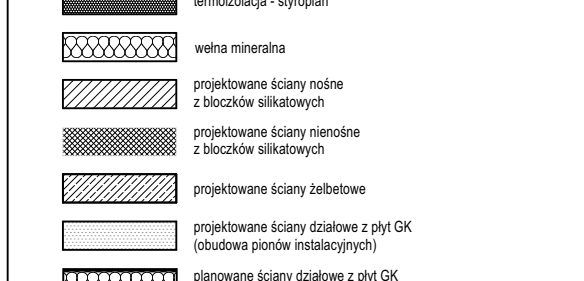 termoizolacja - styropian
wełna mineralna
projektowane ściany nośne
z bloczków silikatowych
projektowane ściany nienośne
z bloczków silikatowych
projektowane ściany żelbetowe
projektowane ściany działowe z płyt GK
(obudowa pionów instalacyjnych)
planowane ściany działowe z płyt GK